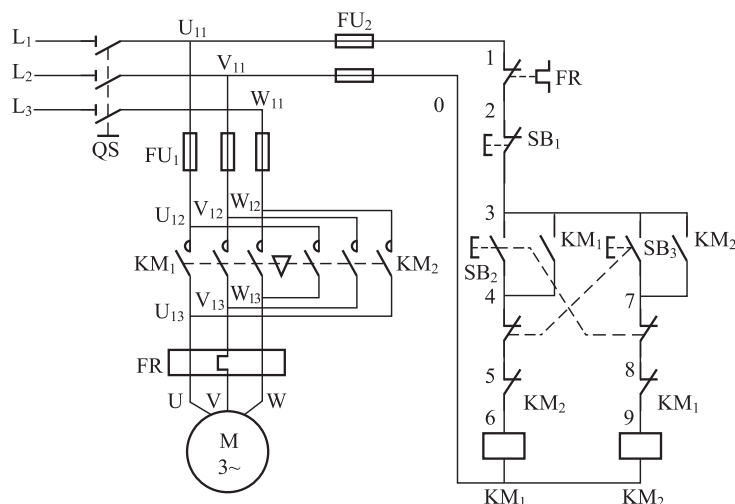 U₁₁
FU₂
L₁
1
V₁₁
L₂
FR
W₁₁
0
L₃
2
QS
FU₁
SB₁
V₁₂ W₁₂
U₁₂
3
KM₁ KM₂
KM₁ SB₃ KM₂
SB₂
V₁₃ W₁₃
4 7
U₁₃
FR
5 8
KM₂ KM₁
U V W
6 9
M
3~
KM₁ KM₂